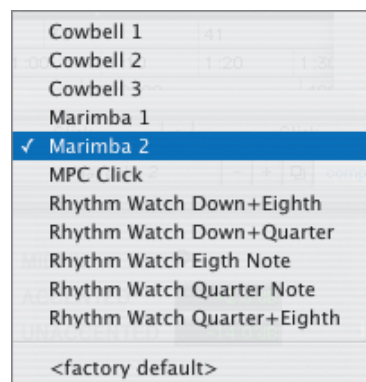 Cowbell 1
Cowbell 2
Cowbell 3
Marimba 1
✓ Marimba 2
MPC Click
Rhythm Watch Down+Eighth
Rhythm Watch Down+Quarter
Rhythm Watch Eigth Note
Rhythm Watch Quarter Note
Rhythm Watch Quarter+Eighth
<factory default>